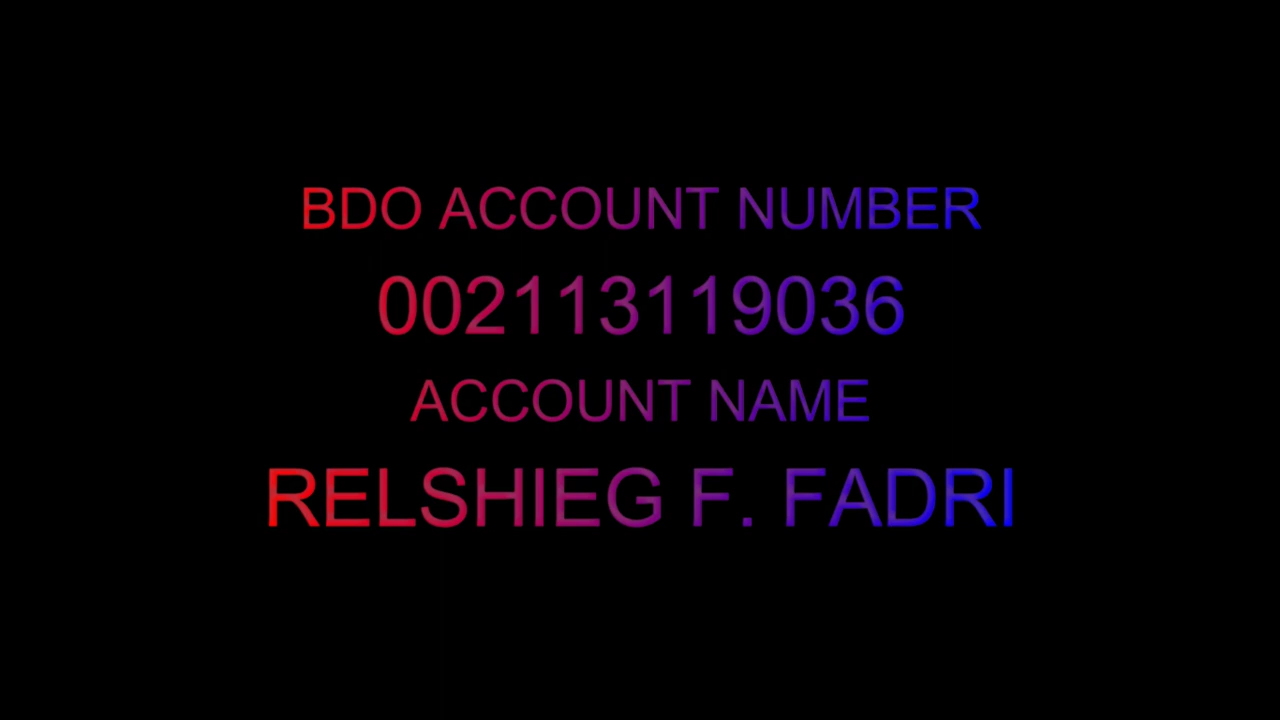 BDO ACCOUNT NUMBER
002113119036
ACCOUNT NAME
RELSHIEG F. FADRI